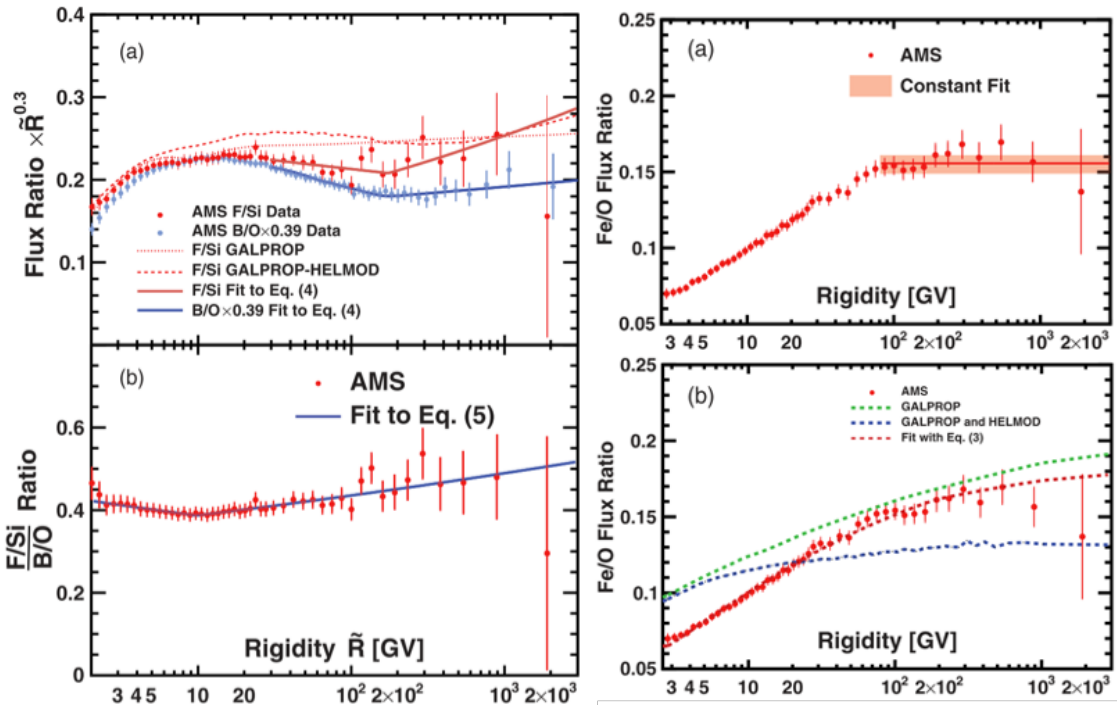 0.4
0.3
0.2
0.1
Flux Ratio ×R̃^0.3
(a)
AMS F/Si Data
AMS B/O×0.39 Data
F/Si GALPROP
F/Si GALPROP-HELMOD
F/Si Fit to Eq. (4)
B/O×0.39 Fit to Eq. (4)
0.6
0.4
0.2
0
F/Si
B/O
Ratio
(b)
AMS
Fit to Eq. (5)
Rigidity R̃ [GV]
3 4 5 10 20 10² 2×10² 10³ 2×10³
0.25
0.2
0.15
0.1
0.05
Fe/O Flux Ratio
(a)
AMS
Constant Fit
Rigidity [GV]
3 4 5 10 20 10² 2×10² 10³ 2×10³
0.25
0.2
0.15
0.1
0.05
Fe/O Flux Ratio
(b)
AMS
GALPROP
GALPROP and HELMOD
Fit with Eq. (3)
Rigidity [GV]
3 4 5 10 20 10² 2×10² 10³ 2×10³